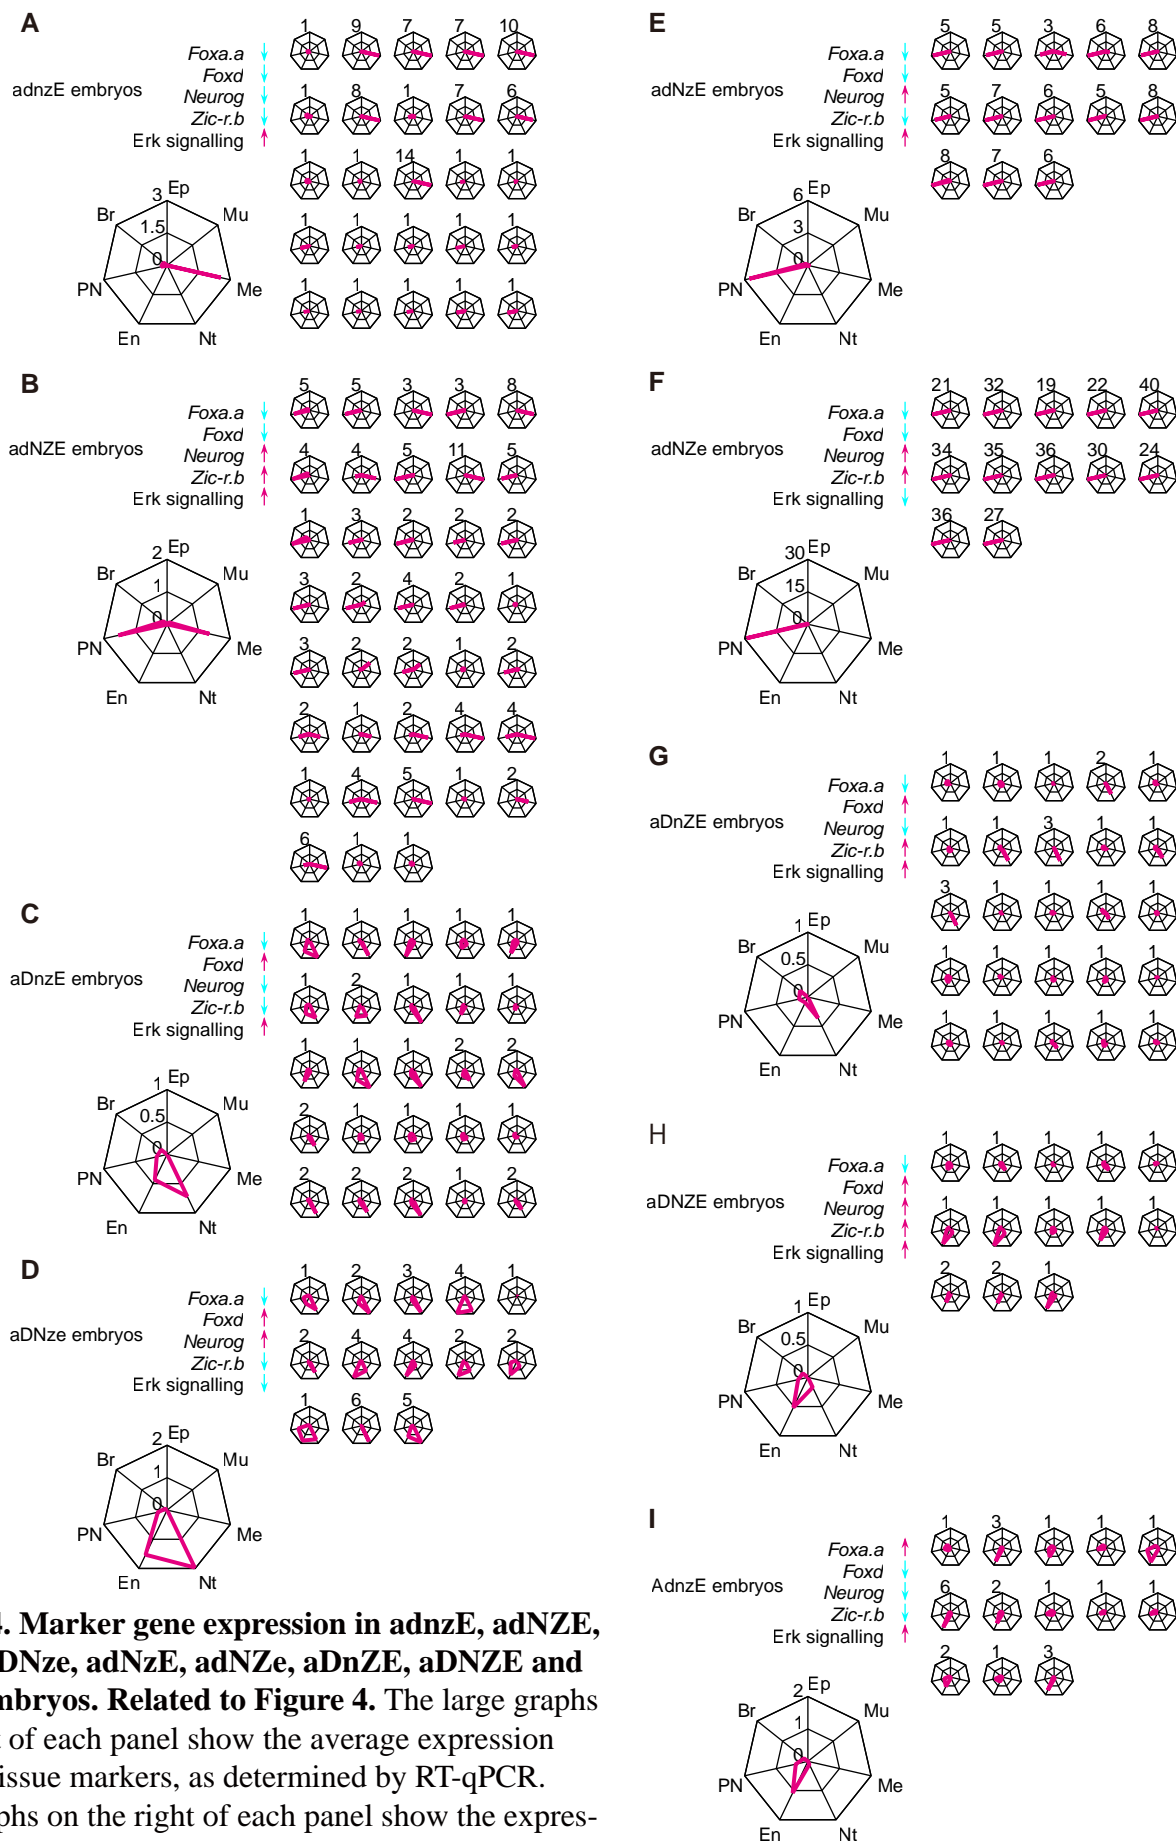 A
1 9 7 7 10
Foxa.a
Foxd
adnzE embryos
Neurog
1 8 1 7 6
Zic-r.b
Erk signalling
1 1 14 1 1
3 Ep
Br Mu
1.5
1 1 1 1 1
0
PN Me
1 1 1 1 1
En Nt
B
5 5 3 3 8
Foxa.a
Foxd
adNZE embryos
Neurog
4 4 5 11 5
Zic-r.b
Erk signalling
1 3 2 2 2
2 Ep
Br Mu
1
3 2 4 2 1
0
PN Me
3 2 2 1 2
En Nt
2 1 2 4 4
1 4 5 1 2
6 1 1
C
1 1 1 1 1
Foxa.a
Foxd
aDnzE embryos
Neurog
1 2 1 1 1
Zic-r.b
Erk signalling
1 1 1 2 2
1 Ep
Br Mu
0.5
2 1 1 1 1
0
PN Me
2 2 2 1 2
En Nt
D
1 2 3 4 1
Foxa.a
Foxd
aDNze embryos
Neurog
2 4 4 2 2
Zic-r.b
Erk signalling
1 6 5
2 Ep
Br Mu
1
0
PN Me
En Nt
4. Marker gene expression in adnzE, adNZE,
DNze, adNzE, adNZe, aDnZE, aDNZE and
mbryos. Related to Figure 4. The large graphs
t of each panel show the average expression
tissue markers, as determined by RT-qPCR.
phs on the right of each panel show the expres-
E
5 5 3 6 8
Foxa.a
Foxd
adNzE embryos
Neurog
5 7 6 5 8
Zic-r.b
Erk signalling
8 7 6
6 Ep
Br Mu
3
0
PN Me
En Nt
F
21 32 19 22 40
Foxa.a
Foxd
adNZe embryos
Neurog
34 35 36 30 24
Zic-r.b
Erk signalling
36 27
30 Ep
Br Mu
15
0
PN Me
En Nt
G
1 1 1 2 1
Foxa.a
Foxd
aDnZE embryos
Neurog
1 1 3 1 1
Zic-r.b
Erk signalling
3 1 1 1 1
1 Ep
Br Mu
0.5
1 1 1 1 1
0
PN Me
1 1 1 1 1
En Nt
H
1 1 1 1 1
Foxa.a
Foxd
aDNZE embryos
Neurog
1 1 1 1 1
Zic-r.b
Erk signalling
2 2 1
1 Ep
Br Mu
0.5
0
PN Me
En Nt
I
1 3 1 1 1
Foxa.a
Foxd
AdnzE embryos
Neurog
6 2 1 1 1
Zic-r.b
Erk signalling
2 1 3
2 Ep
Br Mu
1
0
PN Me
En Nt